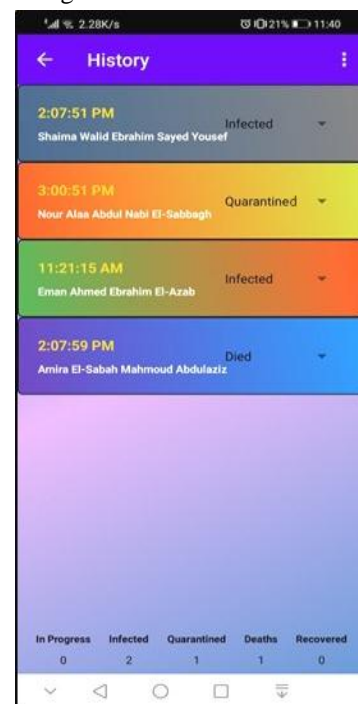 2.28K/s 21% 11:40
History
2:07:51 PM
Infected
Shaima Walid Ebrahim Sayed Yousef
3:00:51 PM
Quarantined
Nour Alaa Abdul Nabi El-Sabbagh
11:21:15 AM
Infected
Eman Ahmed Ebrahim El-Azab
2:07:59 PM
Died
Amira El-Sabah Mahmoud Abdulaziz
In Progress Infected Quarantined Deaths Recovered
0 2 1 1 0